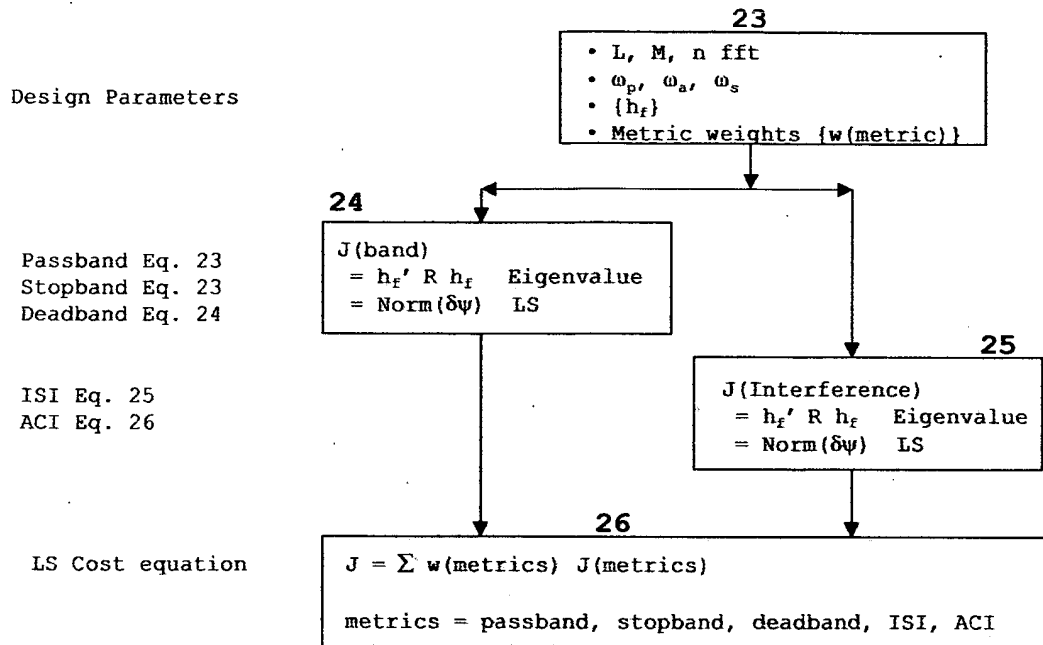 23
• L, M, n fft
• ωp, ωa, ωs
• {hf}
• Metric weights {w(metric)}
Design Parameters
24
J(band)
= hf' R hf Eigenvalue
= Norm(δψ) LS
Passband Eq. 23
Stopband Eq. 23
Deadband Eq. 24
25
J(Interference)
= hf' R hf Eigenvalue
= Norm(δψ) LS
ISI Eq. 25
ACI Eq. 26
26
LS Cost equation
J = Σ w(metrics) J(metrics)
metrics = passband, stopband, deadband, ISI, ACI